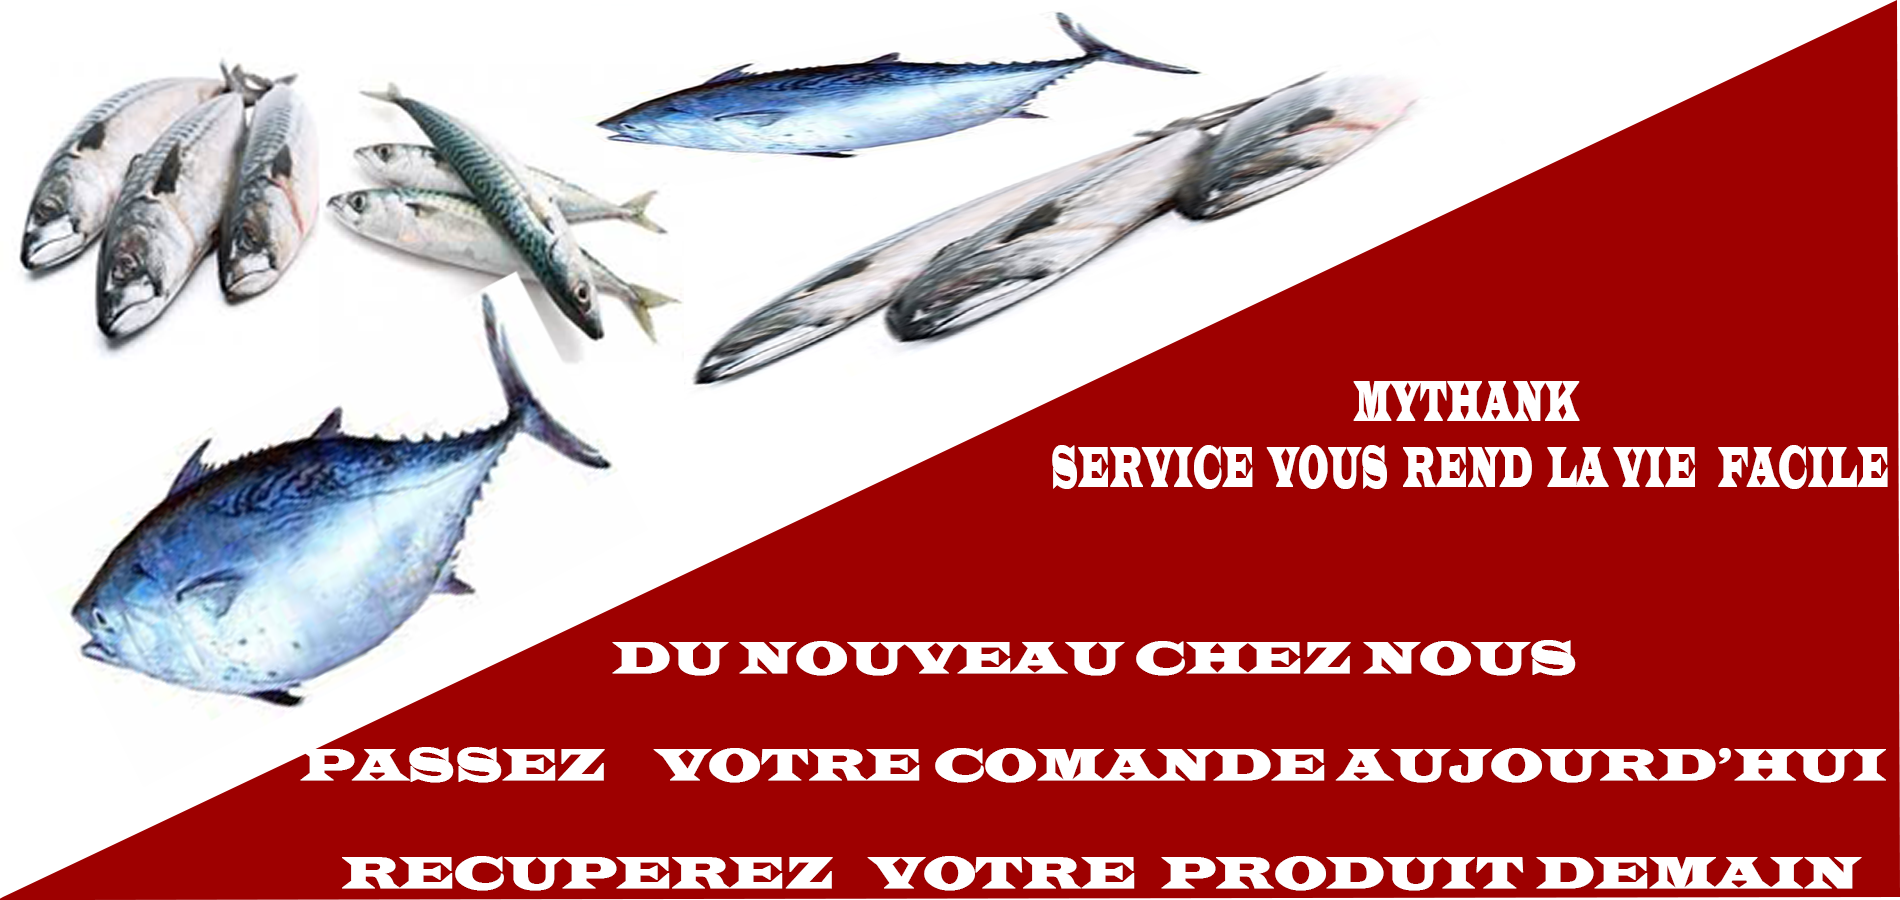 MYTHANK
SERVICE VOUS REND LA VIE FACILE
DU NOUVEAU CHEZ NOUS
PASSEZ VOTRE COMANDE AUJOURD'HUI
RECUPEREZ VOTRE PRODUIT DEMAIN